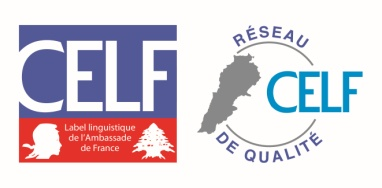 CELF
Label linguistique
de l'Ambassade
de France
RÉSEAU
CELF
DE QUALITÉ